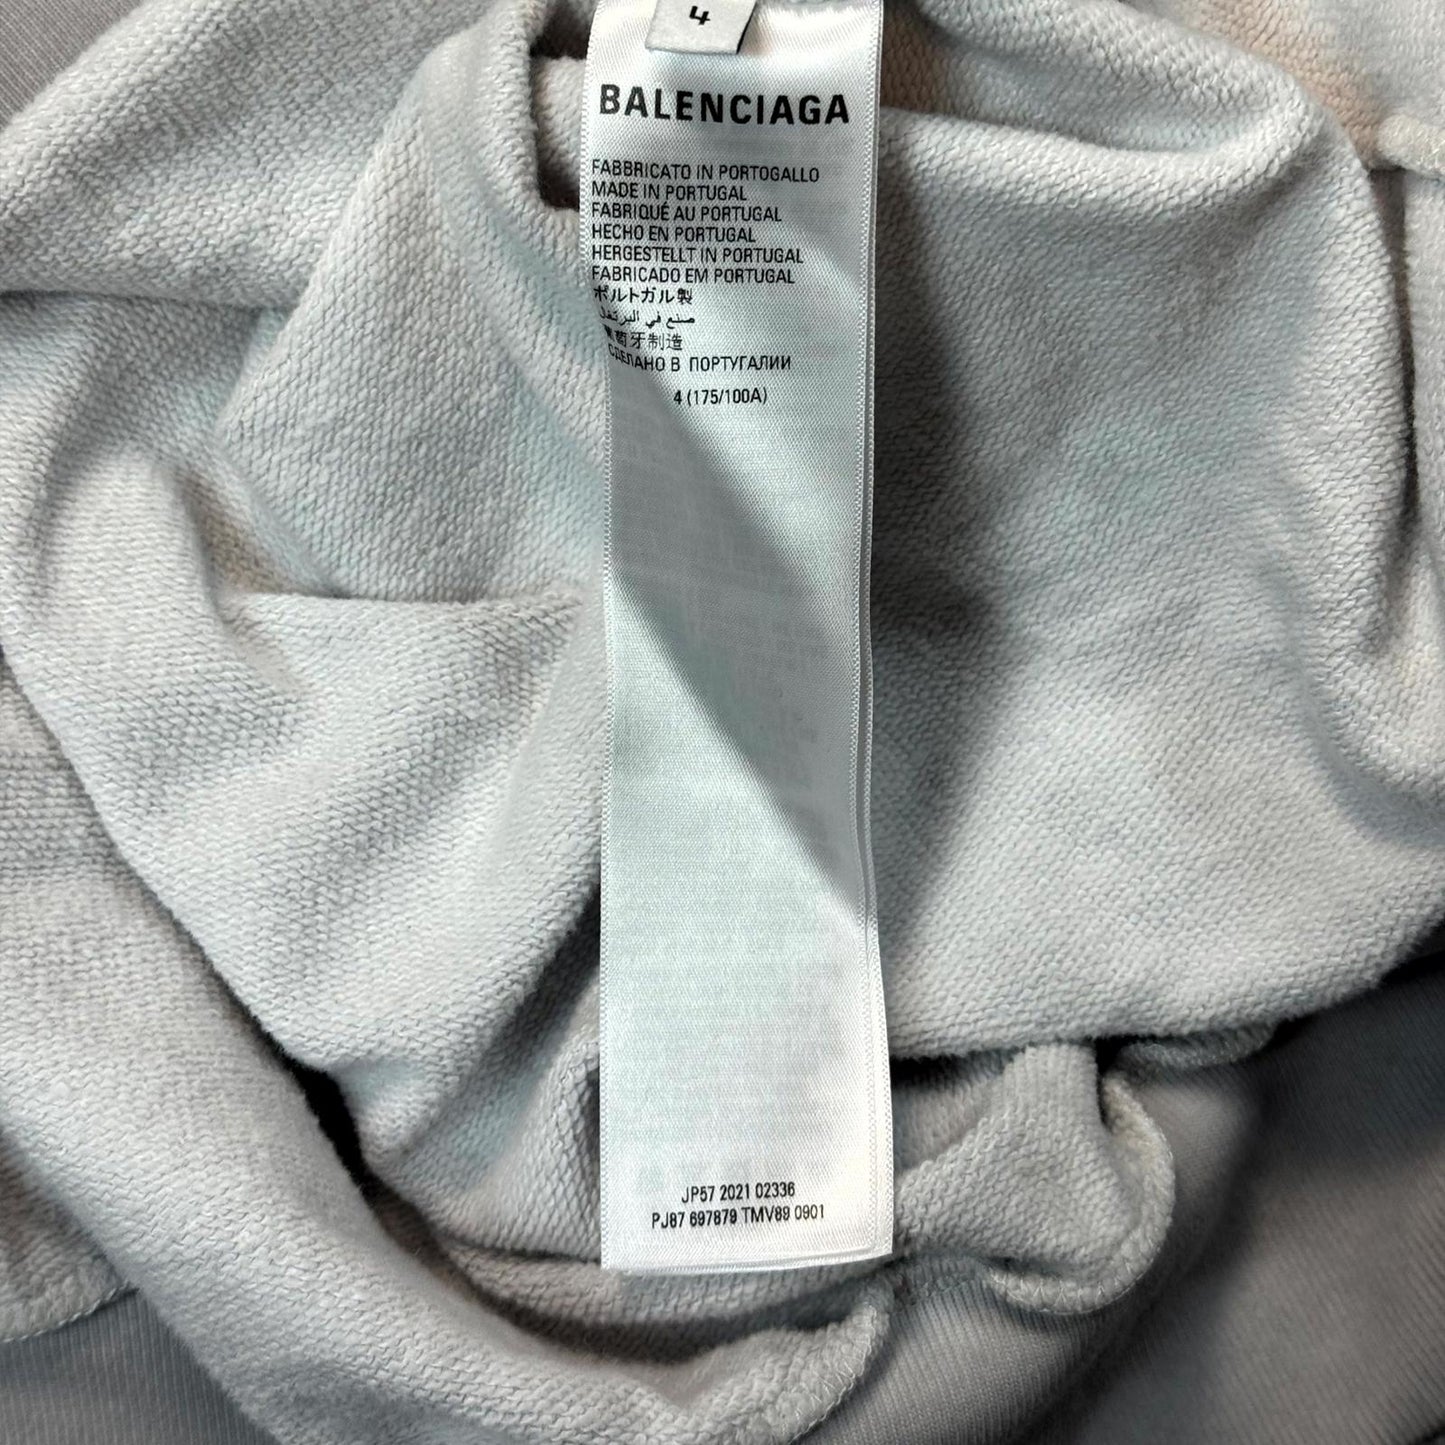 4
BALENCIAGA
FABBRICATO IN PORTOGALLO
MADE IN PORTUGAL
FABRIQUÉ AU PORTUGAL
HECHO EN PORTUGAL
HERGESTELLT IN PORTUGAL
FABRICADO EM PORTUGAL
ポルトガル製
صنع في البرتغال
葡萄牙制造
СДЕЛАНО В ПОРТУГАЛИИ
4 (175/100A)
JP57 2021 02336
PJ87 697879 TMV89 0901